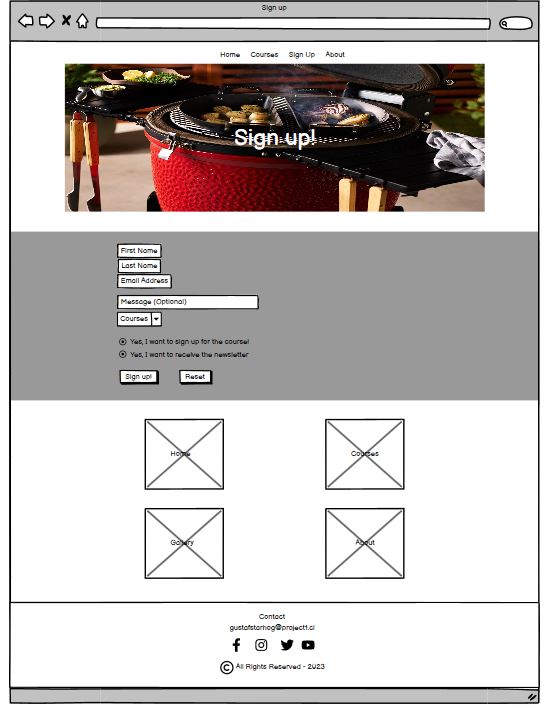 Sign up
Home Courses Sign Up About
Sign up!
First Name
Last Name
Email Address
Message (Optional)
Courses
Yes, I want to sign up for the course!
Yes, I want to receive the newsletter
Sign up! Reset
Home Courses
Gallery About
Contact
gustafstorhog@project1.ci
© All Rights Reserved - 2023